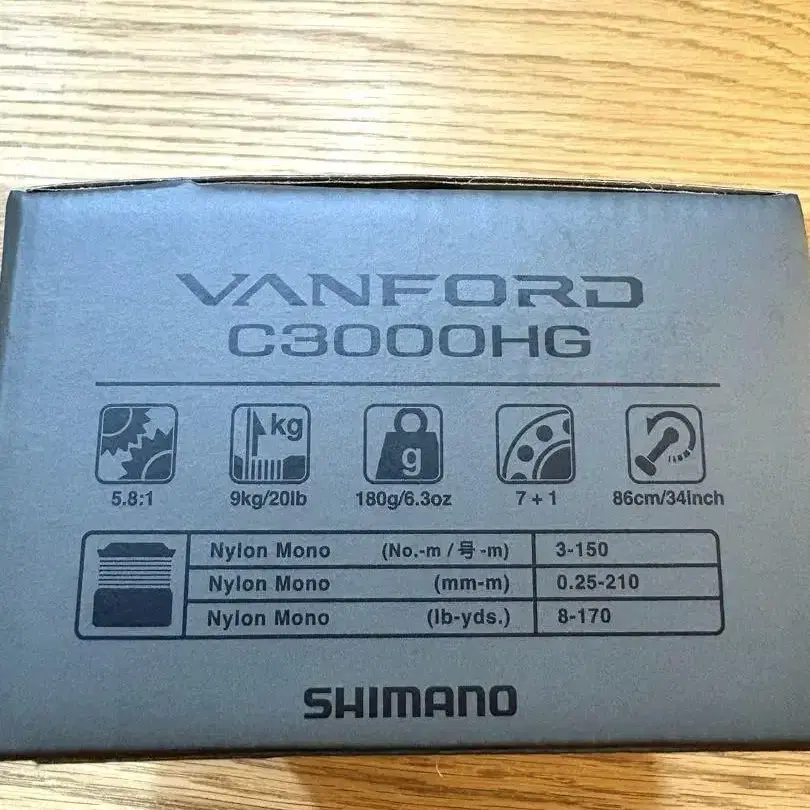 VANFORD
C3000HG
kg
g
5.8:1 9kg/20lb 180g/6.3oz 7 + 1 86cm/34inch
Nylon Mono (No.-m / 号 -m) 3-150
Nylon Mono (mm-m) 0.25-210
Nylon Mono (lb-yds.) 8-170
SHIMANO